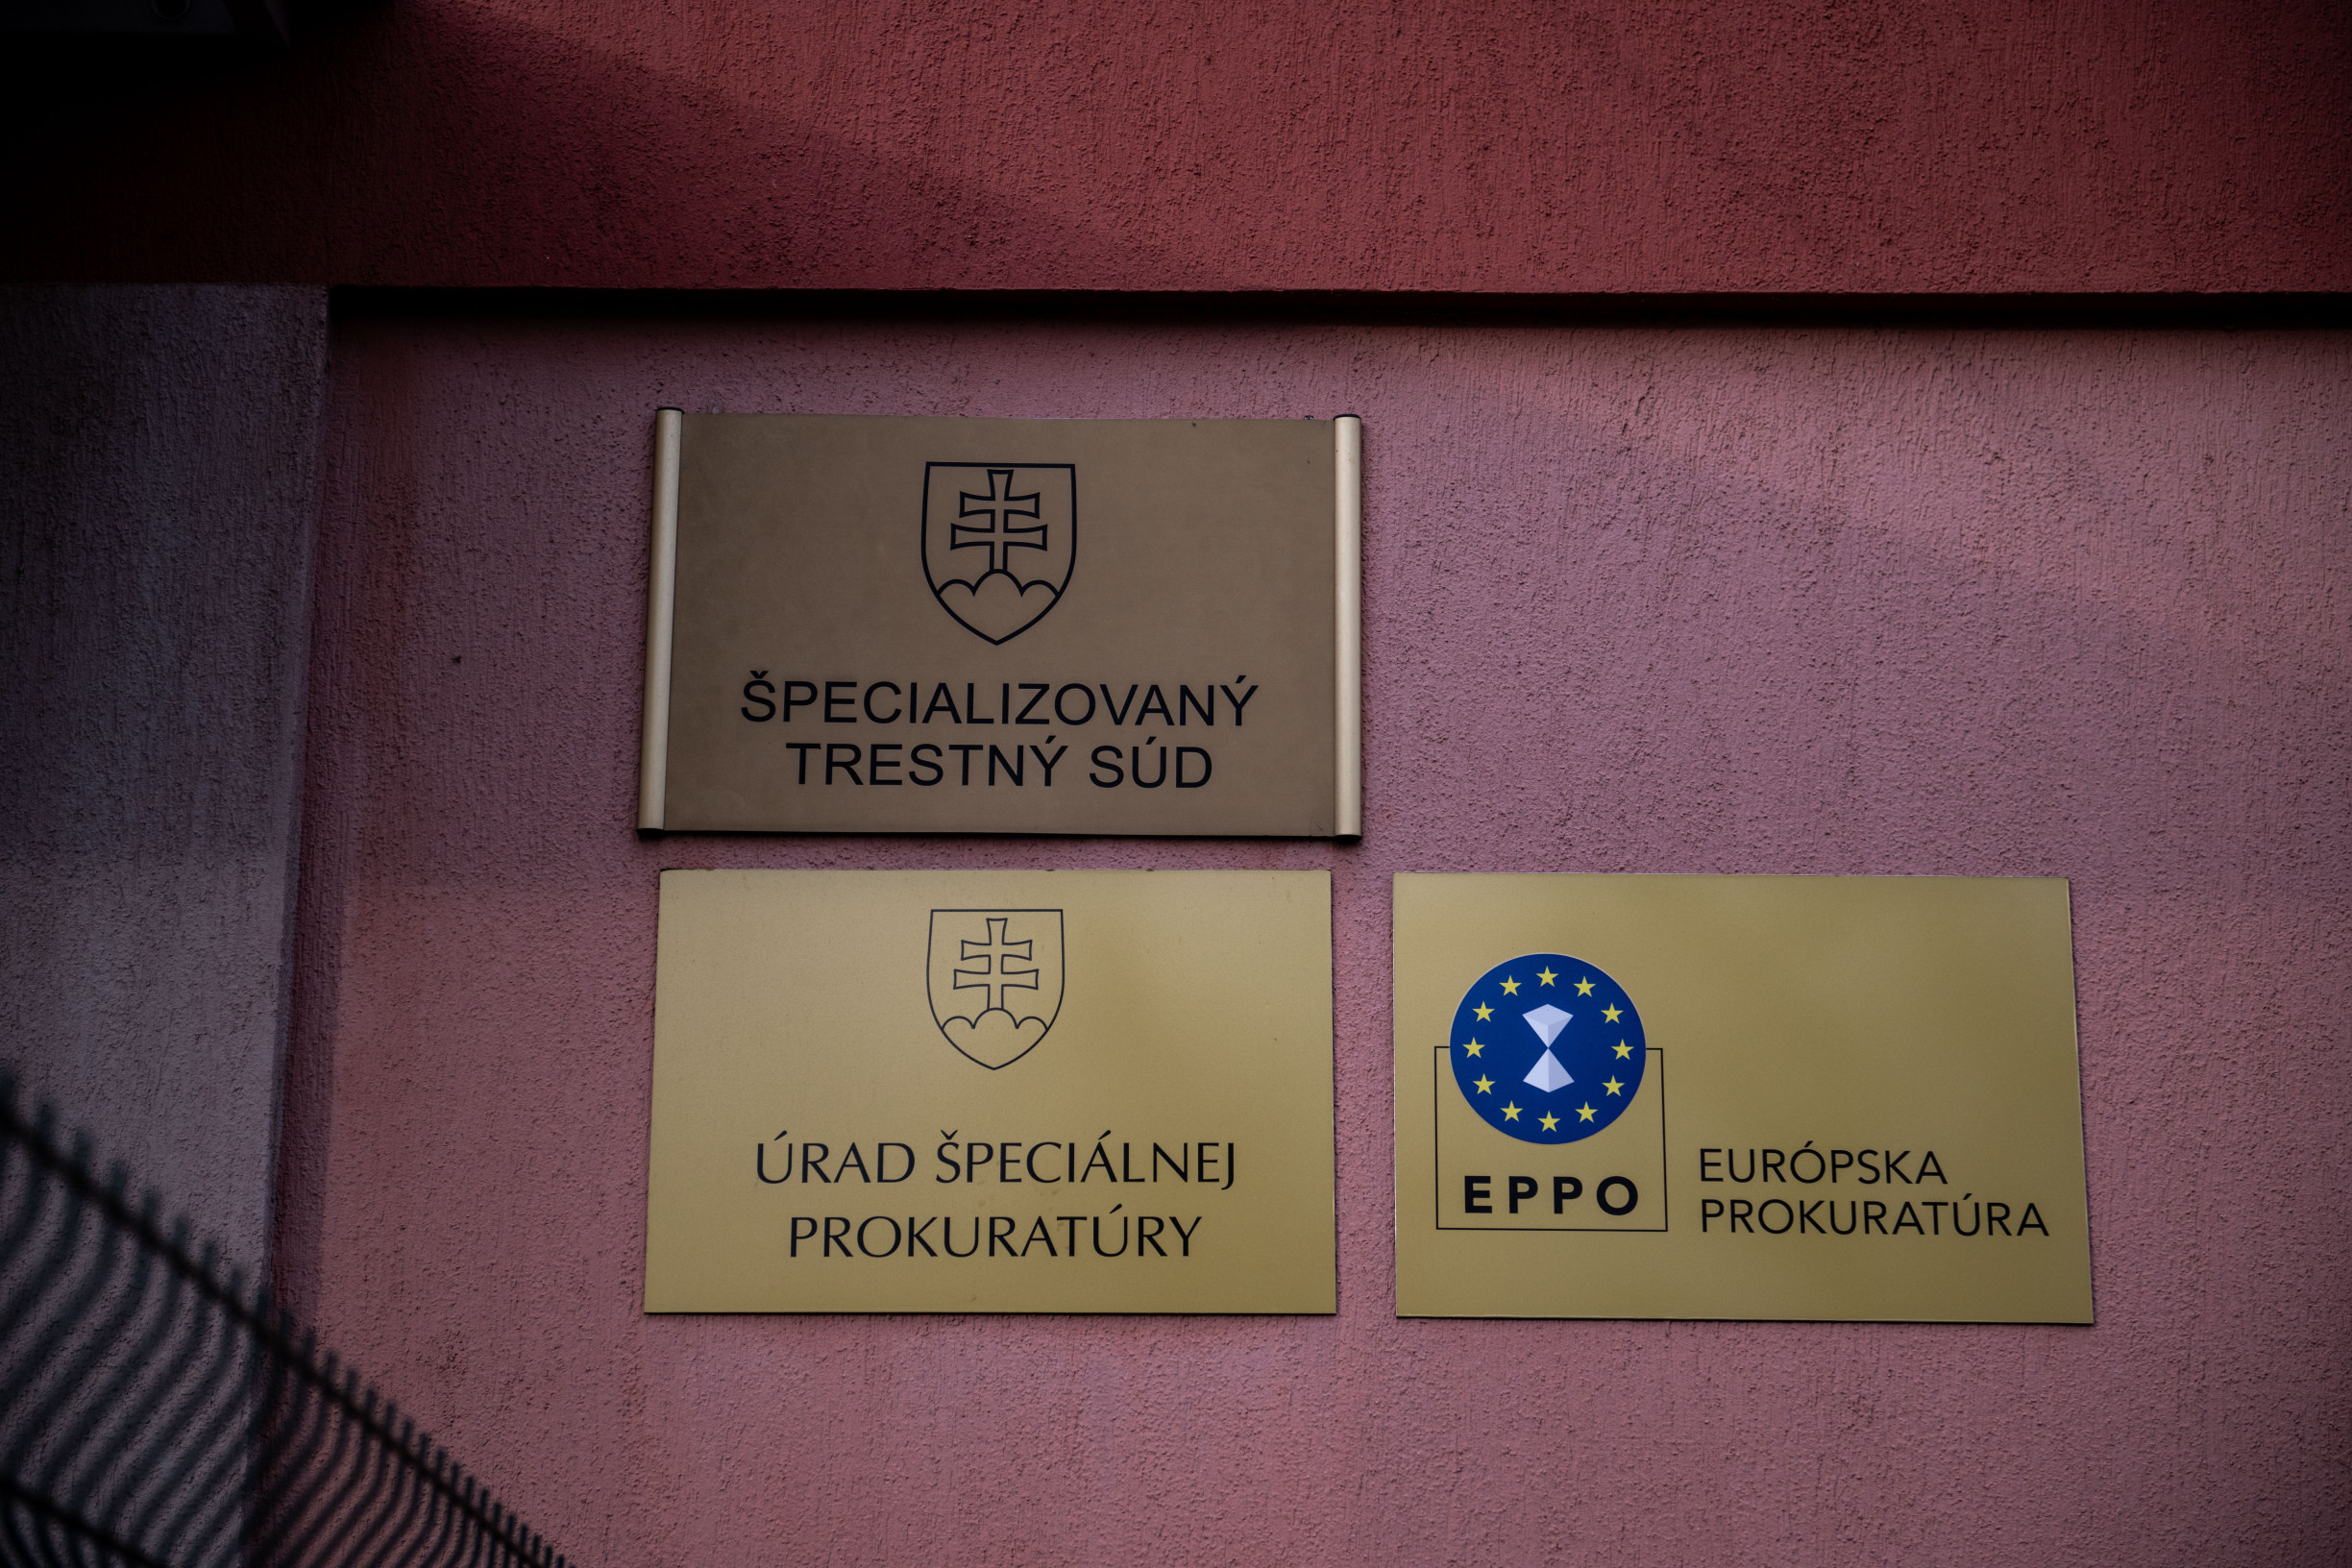 ŠPECIALIZOVANÝ
TRESTNÝ SÚD
ÚRAD ŠPECIÁLNEJ
PROKURATÚRY
EPPO
EURÓPSKA
PROKURATÚRA